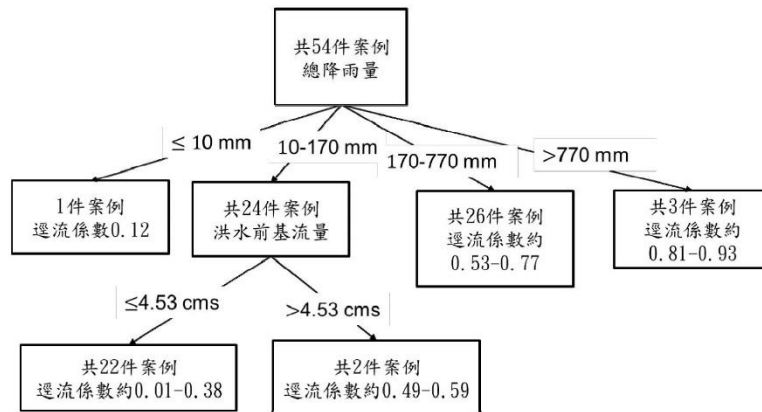 共54件案例
總降雨量
≤ 10 mm
10-170 mm
170-770 mm
>770 mm
1件案例
逕流係數0.12
共24件案例
洪水前基流量
共26件案例
逕流係數約
0.53-0.77
共3件案例
逕流係數約
0.81-0.93
≤4.53 cms
>4.53 cms
共22件案例
逕流係數約0.01-0.38
共2件案例
逕流係數約0.49-0.59